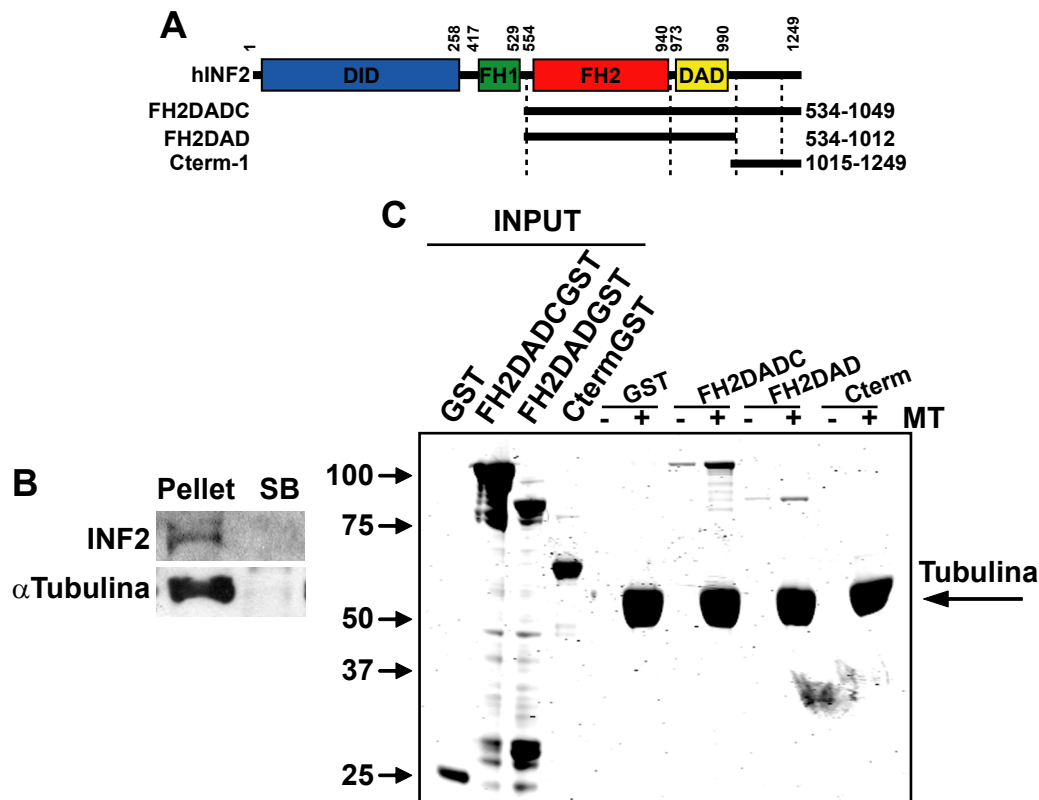 A
1 258 417 529 554 940 973 990 1249
hINF2 DID FH1 FH2 DAD
FH2DADC 534-1049
FH2DAD 534-1012
Cterm-1 1015-1249
C
INPUT
GST FH2DADCGST FH2DADGST CtermGST GST FH2DADC FH2DAD Cterm
- + - + - + - + MT
B
Pellet SB
INF2
αTubulina
100
75
50
37
25
Tubulina